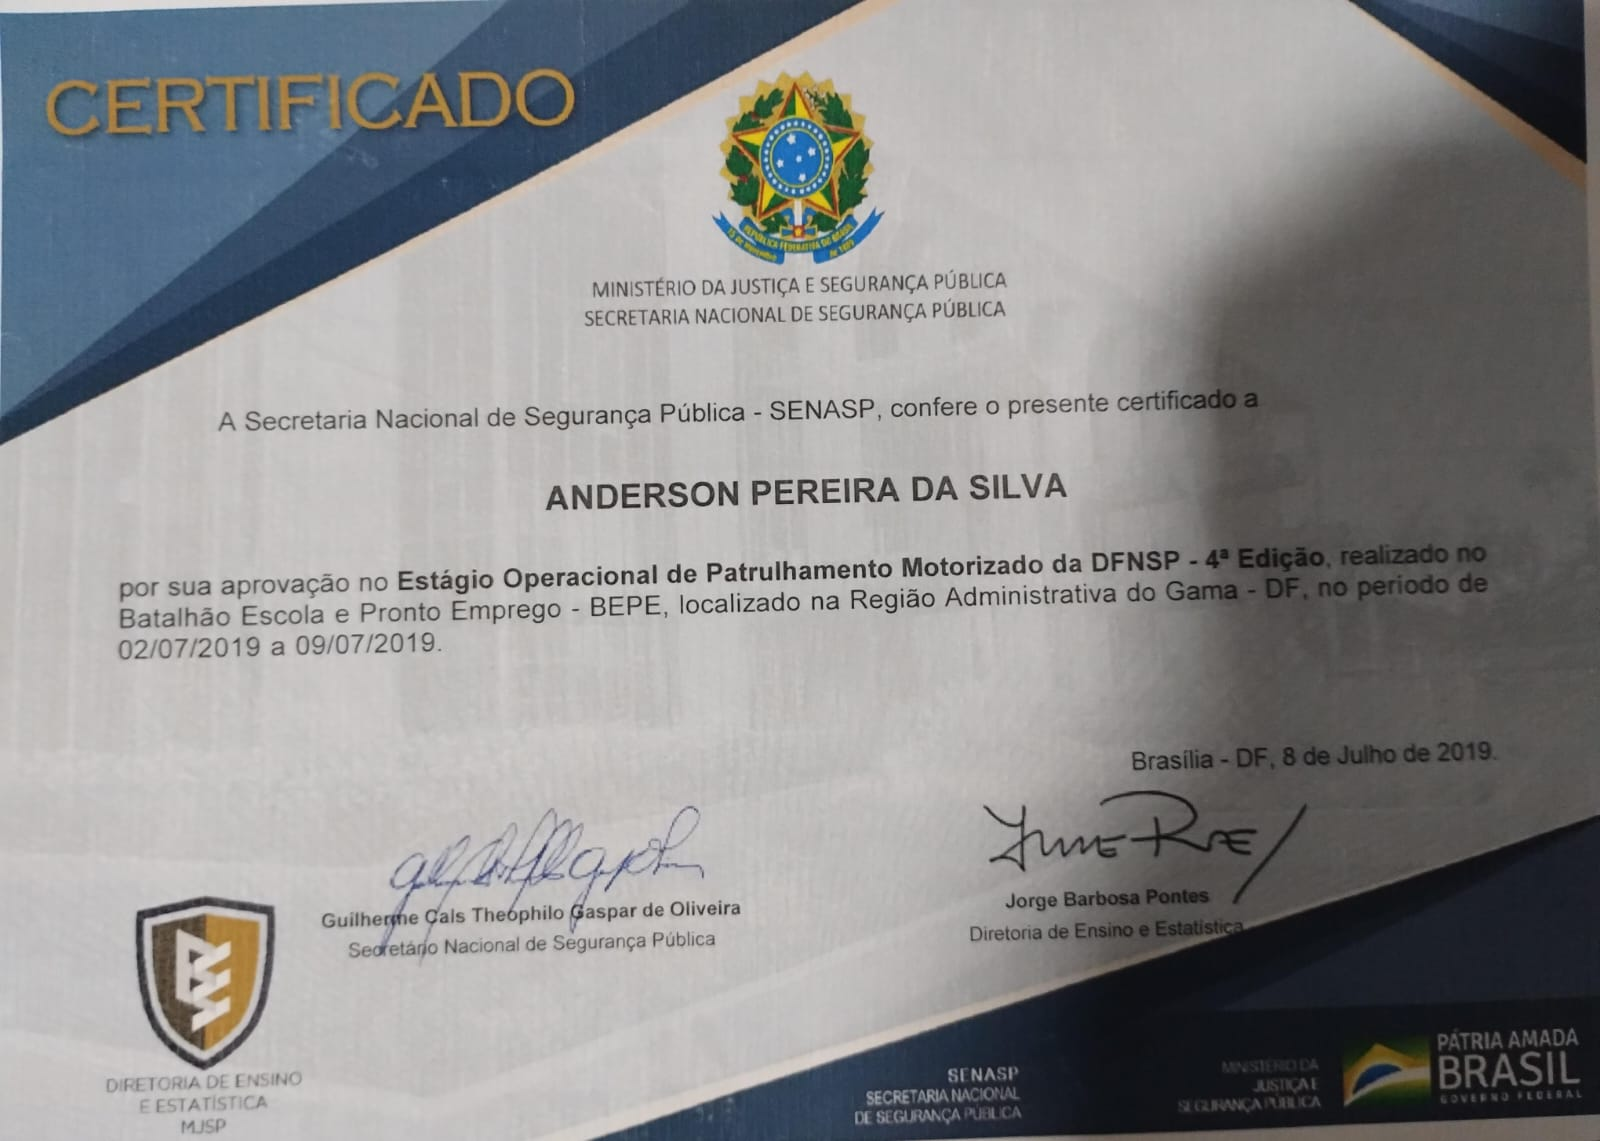 CERTIFICADO
REPÚBLICA FEDERATIVA DO BRASIL
15 de Novembro de 1889
MINISTÉRIO DA JUSTIÇA E SEGURANÇA PÚBLICA
SECRETARIA NACIONAL DE SEGURANÇA PÚBLICA
A Secretaria Nacional de Segurança Pública - SENASP, confere o presente certificado a
ANDERSON PEREIRA DA SILVA
por sua aprovação no Estágio Operacional de Patrulhamento Motorizado da DFNSP - 4ª Edição, realizado no
Batalhão Escola e Pronto Emprego - BEPE, localizado na Região Administrativa do Gama - DF, no periodo de
02/07/2019 a 09/07/2019.
Brasília - DF, 8 de Julho de 2019.
Guilherme Cals Theophilo Gaspar de Oliveira
Secretário Nacional de Segurança Pública
Jorge Barbosa Pontes
Diretoria de Ensino e Estatística
DIRETORIA DE ENSINO
E ESTATÍSTICA
MJSP
SENASP
SECRETARIA NACIONAL
DE SEGURANÇA PÚBLICA
MINISTÉRIO DA
JUSTIÇA E
SEGURANÇA PÚBLICA
PÁTRIA AMADA
BRASIL
GOVERNO FEDERAL